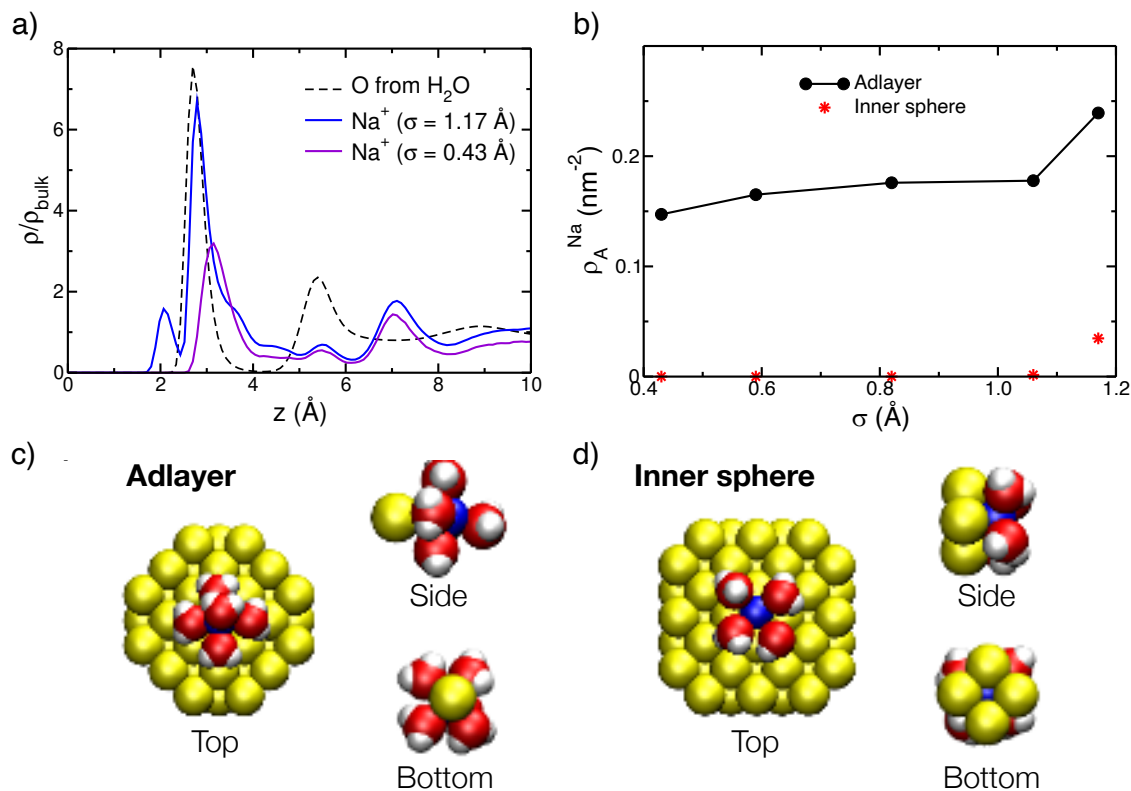 a)
O from H₂O
Na⁺ (σ = 1.17 Å)
Na⁺ (σ = 0.43 Å)
ρ/ρbulk
8
6
4
2
0
0 2 4 6 8 10
z (Å)
b)
Adlayer
Inner sphere
ρ_A^Na (nm⁻²)
0.2
0.1
0
0.4 0.6 0.8 1.0 1.2
σ (Å)
c)
Adlayer
Side
Top
Bottom
d)
Inner sphere
Side
Top
Bottom